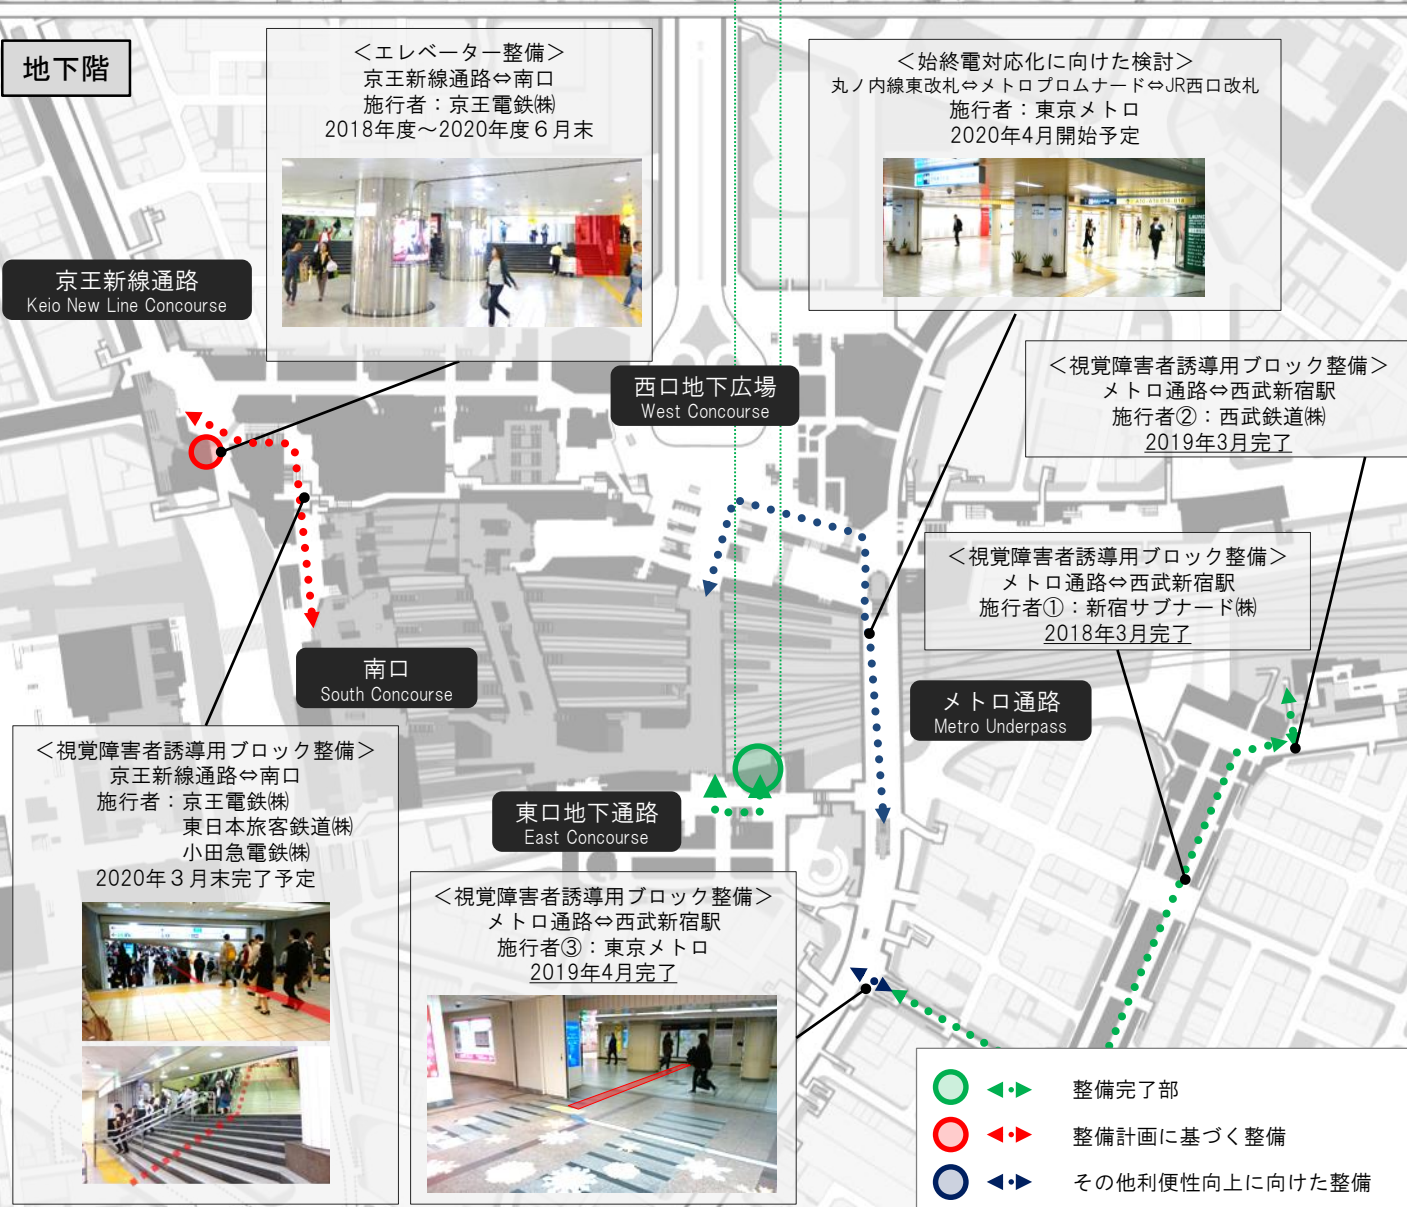 地下階
＜エレベーター整備＞
京王新線通路⇔南口
施行者：京王電鉄㈱
2018年度～2020年度６月末
＜始終電対応化に向けた検討＞
丸ノ内線東改札⇔メトロプロムナード⇔JR西口改札
施行者：東京メトロ
2020年4月開始予定
京王新線通路
Keio New Line Concourse
西口地下広場
West Concourse
＜視覚障害者誘導用ブロック整備＞
メトロ通路⇔西武新宿駅
施行者②：西武鉄道㈱
2019年3月完了
＜視覚障害者誘導用ブロック整備＞
メトロ通路⇔西武新宿駅
施行者①：新宿サブナード㈱
2018年3月完了
南口
South Concourse
メトロ通路
Metro Underpass
＜視覚障害者誘導用ブロック整備＞
京王新線通路⇔南口
施行者：京王電鉄㈱
東日本旅客鉄道㈱
小田急電鉄㈱
2020年３月末完了予定
東口地下通路
East Concourse
＜視覚障害者誘導用ブロック整備＞
メトロ通路⇔西武新宿駅
施行者③：東京メトロ
2019年4月完了
整備完了部
整備計画に基づく整備
その他利便性向上に向けた整備